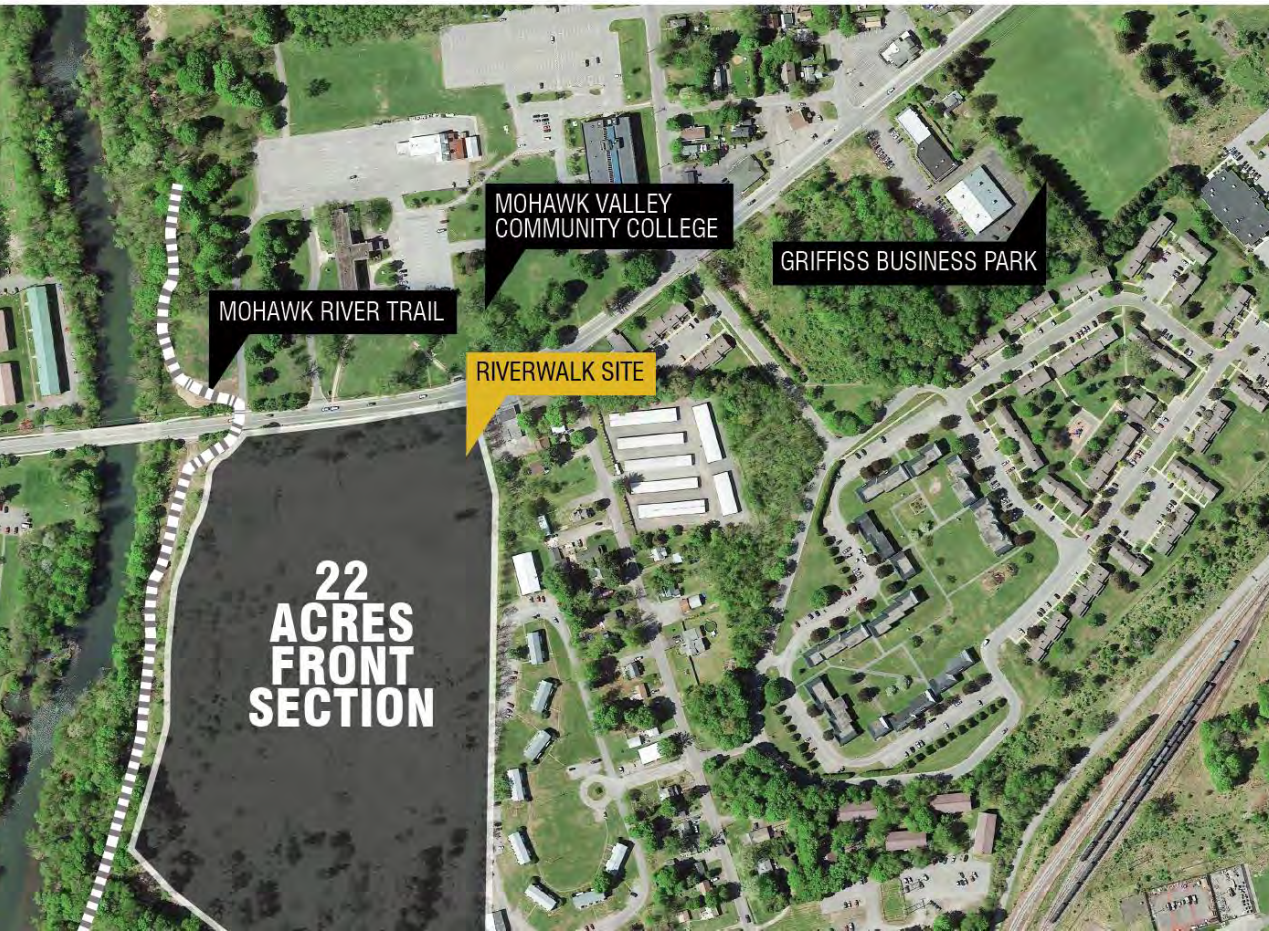 MOHAWK VALLEY
COMMUNITY COLLEGE
GRIFFISS BUSINESS PARK
MOHAWK RIVER TRAIL
RIVERWALK SITE
22
ACRES
FRONT
SECTION